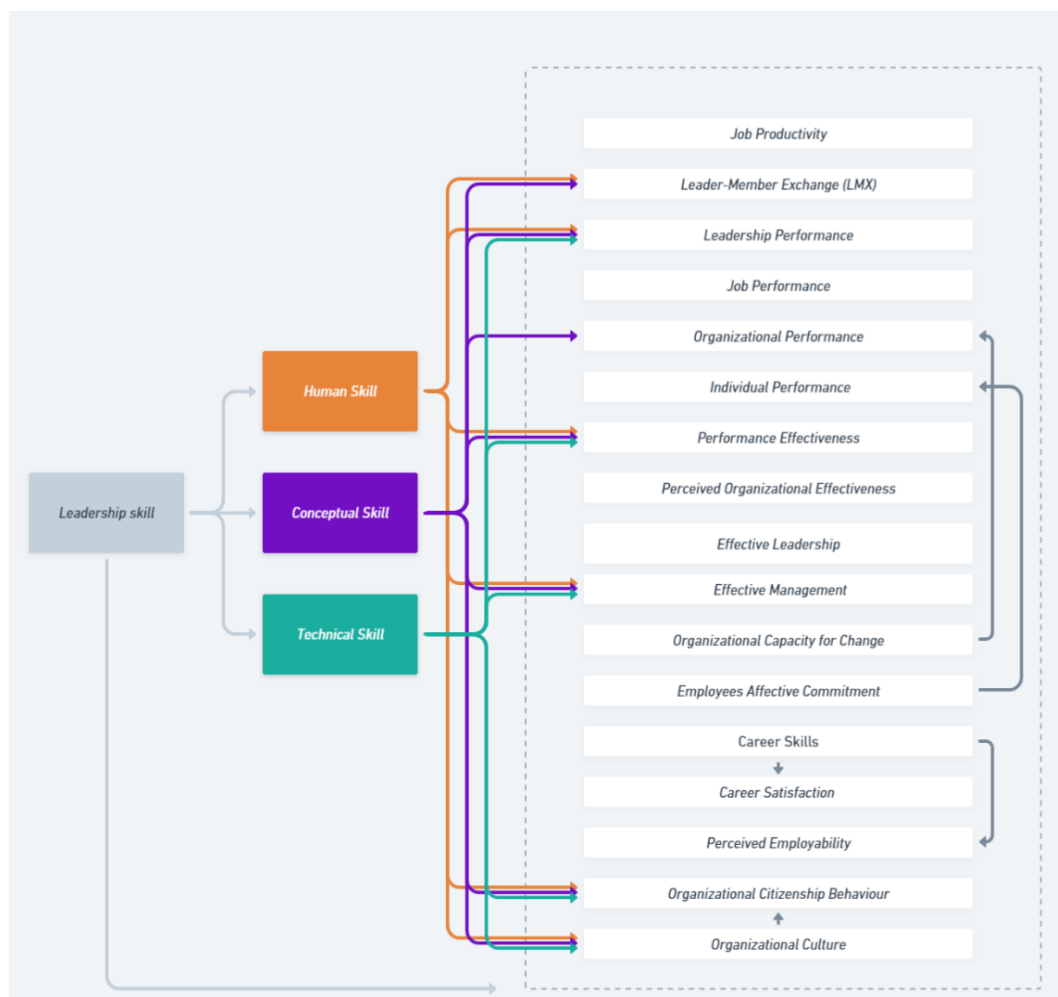 Job Productivity
Leader-Member Exchange (LMX)
Leadership Performance
Job Performance
Organizational Performance
Human Skill
Individual Performance
Performance Effectiveness
Perceived Organizational Effectiveness
Leadership skill
Conceptual Skill
Effective Leadership
Effective Management
Technical Skill
Organizational Capacity for Change
Employees Affective Commitment
Career Skills
Career Satisfaction
Perceived Employability
Organizational Citizenship Behaviour
Organizational Culture